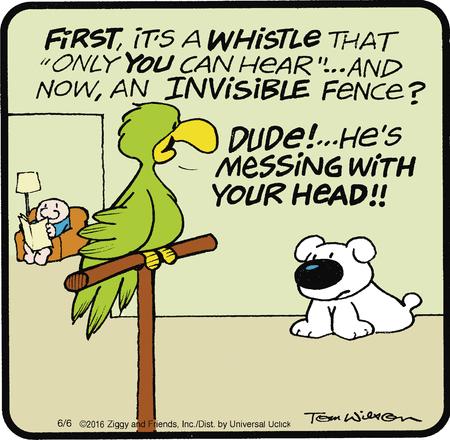 FIRST, IT'S A WHISTLE THAT
"ONLY YOU CAN HEAR"...AND
NOW, AN INVISIBLE FENCE?
DUDE!...HE'S
MESSING WITH
YOUR HEAD!!
6/6 ©2016 Ziggy and Friends, Inc./Dist. by Universal Uclick
Tom Wilson